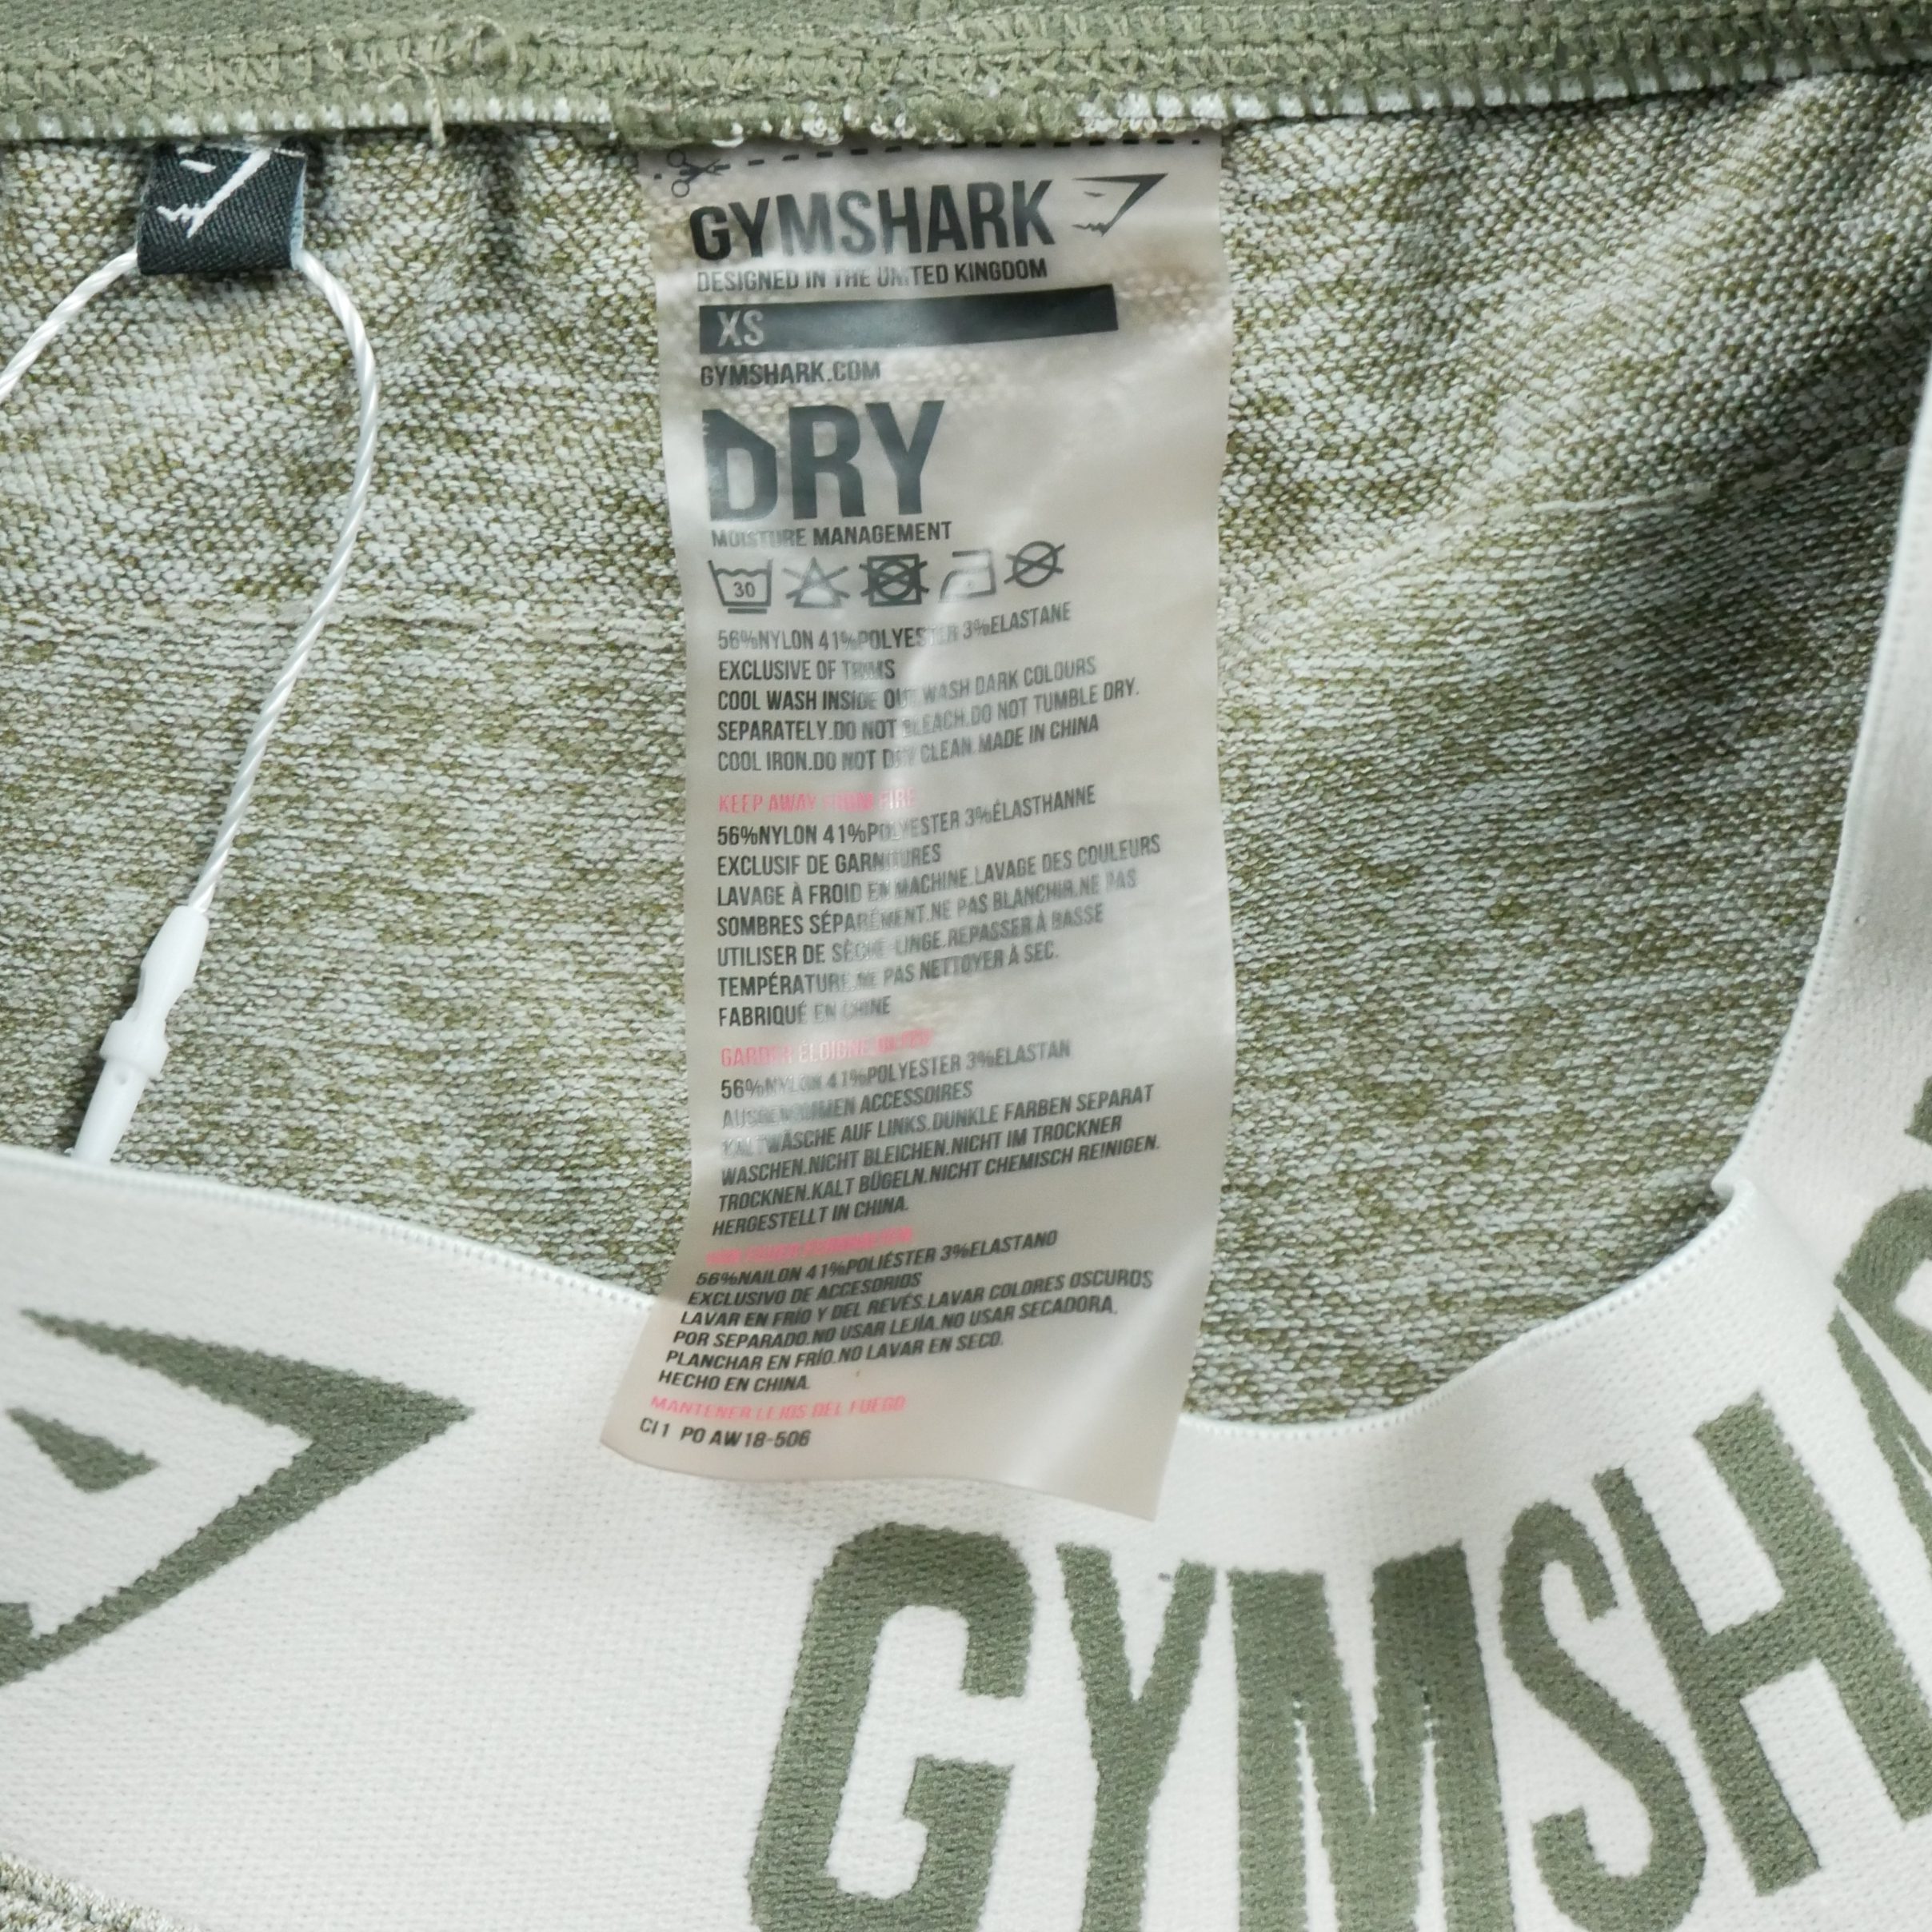 GYMSHARK
DESIGNED IN THE UNITED KINGDOM
XS
GYMSHARK.COM
DRY
MOISTURE MANAGEMENT
30
56%NYLON 41%POLYESTER 3%ELASTANE
EXCLUSIVE OF TRIMS
COOL WASH INSIDE OUT.WASH DARK COLOURS
SEPARATELY.DO NOT BLEACH.DO NOT TUMBLE DRY.
COOL IRON.DO NOT DRY CLEAN.MADE IN CHINA
KEEP AWAY FROM FIRE
56%NYLON 41%POLYESTER 3%ÉLASTHANNE
EXCLUSIF DE GARNITURES
LAVAGE À FROID EN MACHINE.LAVAGE DES COULEURS
SOMBRES SÉPARÉMENT.NE PAS BLANCHIR.NE PAS
UTILISER DE SÈCHE-LINGE.REPASSER À BASSE
TEMPÉRATURE.NE PAS NETTOYER À SEC.
FABRIQUÉ EN CHINE
GARDER ÉLOIGNÉ
56%NYLON 41%POLYESTER 3%ELASTAN
AUSGENOMMEN ACCESSOIRES
KALTWÄSCHE AUF LINKS.DUNKLE FARBEN SEPARAT
WASCHEN.NICHT BLEICHEN.NICHT IM TROCKNER
TROCKNEN.KALT BÜGELN.NICHT CHEMISCH REINIGEN.
HERGESTELLT IN CHINA.
56%NAILON 41%POLIÉSTER 3%ELASTANO
EXCLUSIVO DE ACCESORIOS
LAVAR EN FRÍO Y DEL REVÉS.LAVAR COLORES OSCUROS
POR SEPARADO.NO USAR LEJÍA.NO USAR SECADORA.
PLANCHAR EN FRÍO.NO LAVAR EN SECO.
HECHO EN CHINA.
MANTENER LEJOS DEL FUEGO
CI1 PO AW18-506
GYMSHA